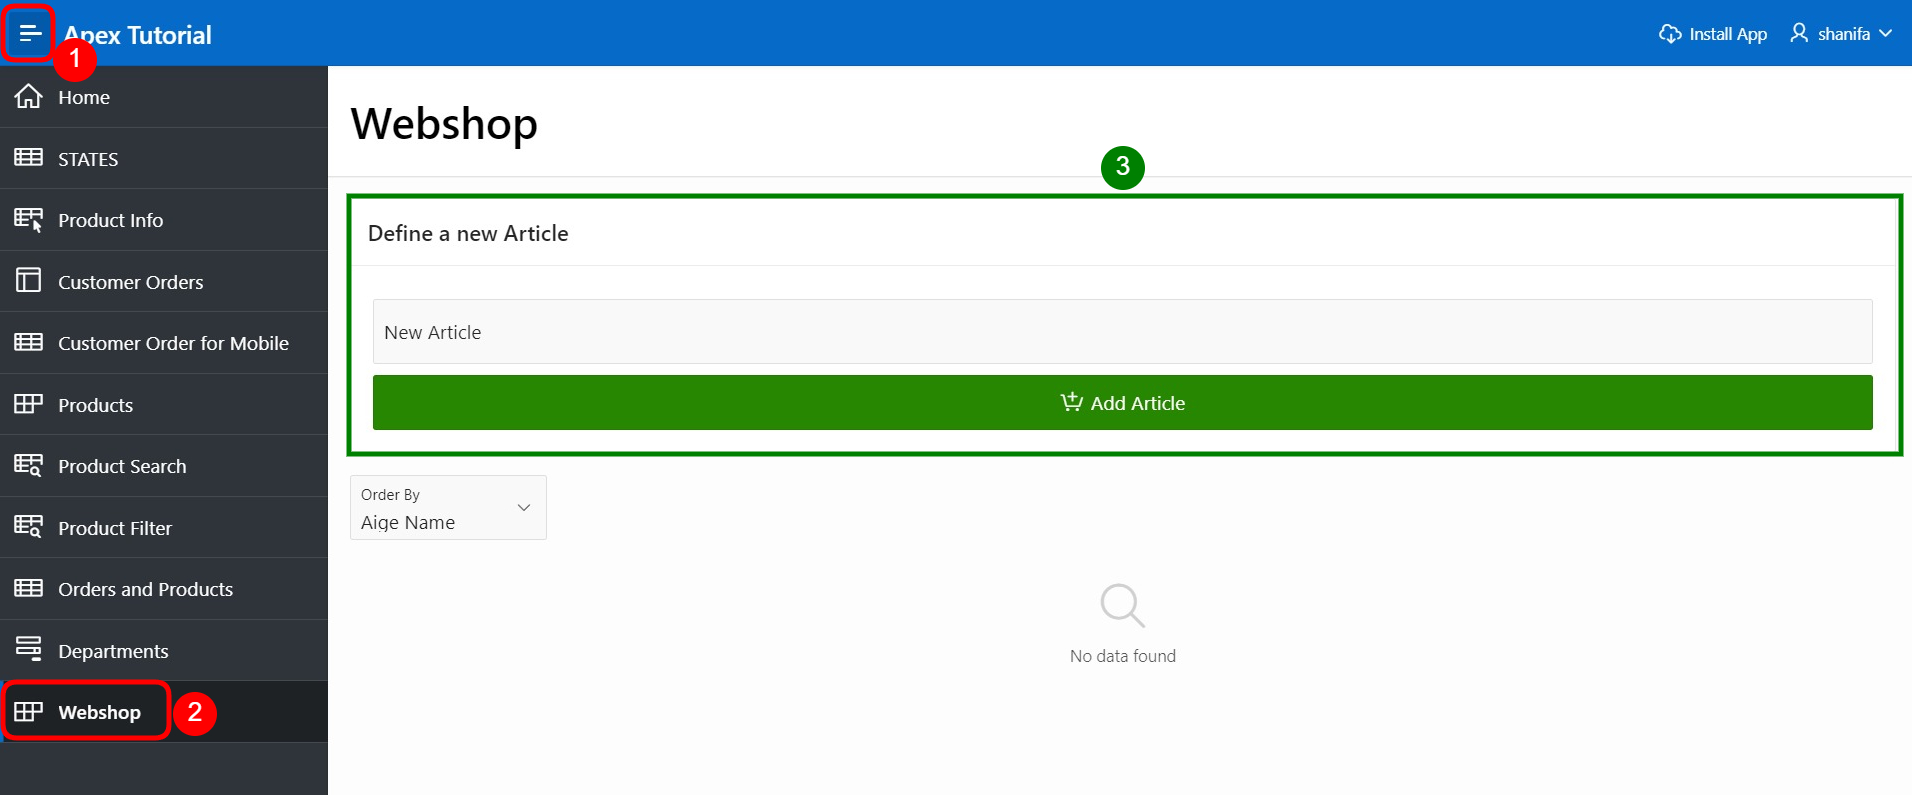 Apex Tutorial
Install App
shanifa
1
Home
STATES
Product Info
Customer Orders
Customer Order for Mobile
Products
Product Search
Product Filter
Orders and Products
Departments
Webshop
2
Webshop
3
Define a new Article
New Article
Add Article
Order By
Aige Name
No data found